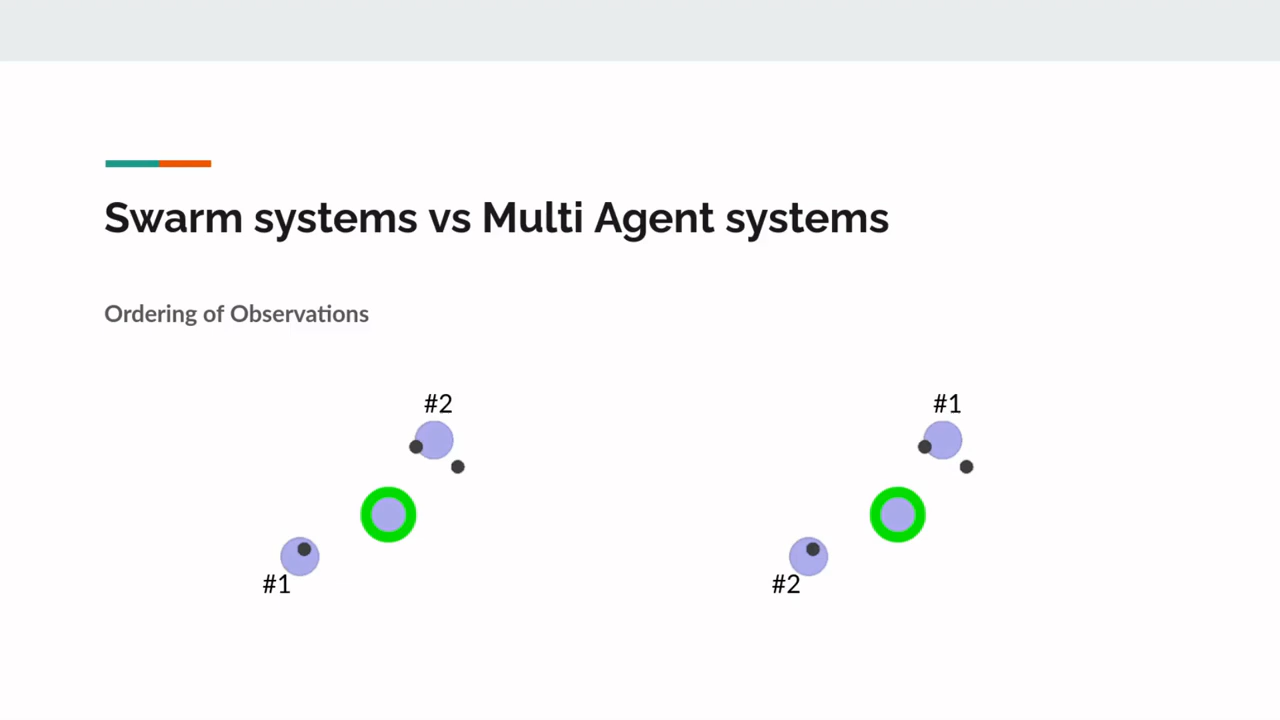 Swarm systems vs Multi Agent systems
Ordering of Observations
#2
#1
#1
#2